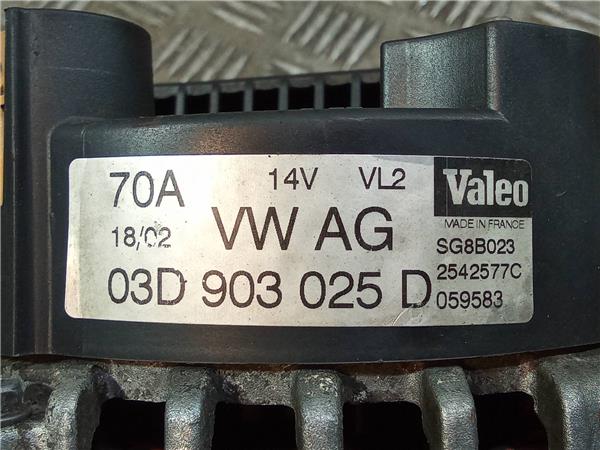 70A 14V VL2 Valeo
MADE IN FRANCE
18/02 VW AG SG8B023
2542577C
03D 903 025 D 059583